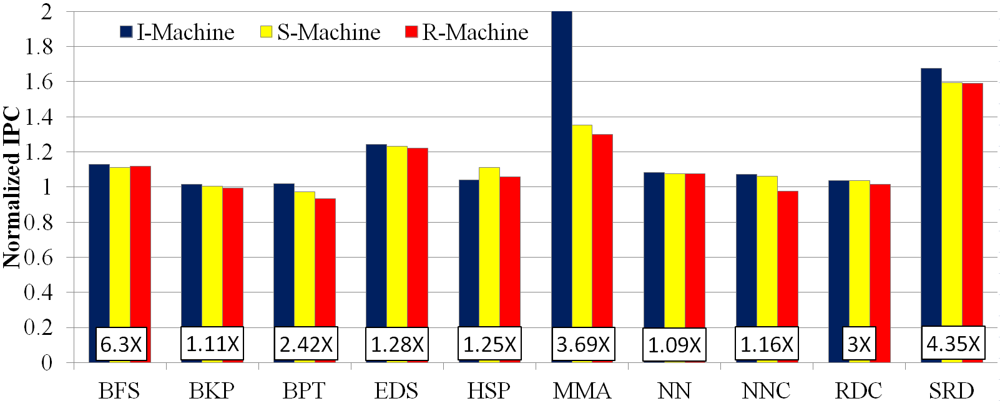 2
1.8
1.6
1.4
1.2
1
0.8
0.6
0.4
0.2
0
Normalized IPC
I-Machine S-Machine R-Machine
6.3X 1.11X 2.42X 1.28X 1.25X 3.69X 1.09X 1.16X 3X 4.35X
BFS BKP BPT EDS HSP MMA NN NNC RDC SRD